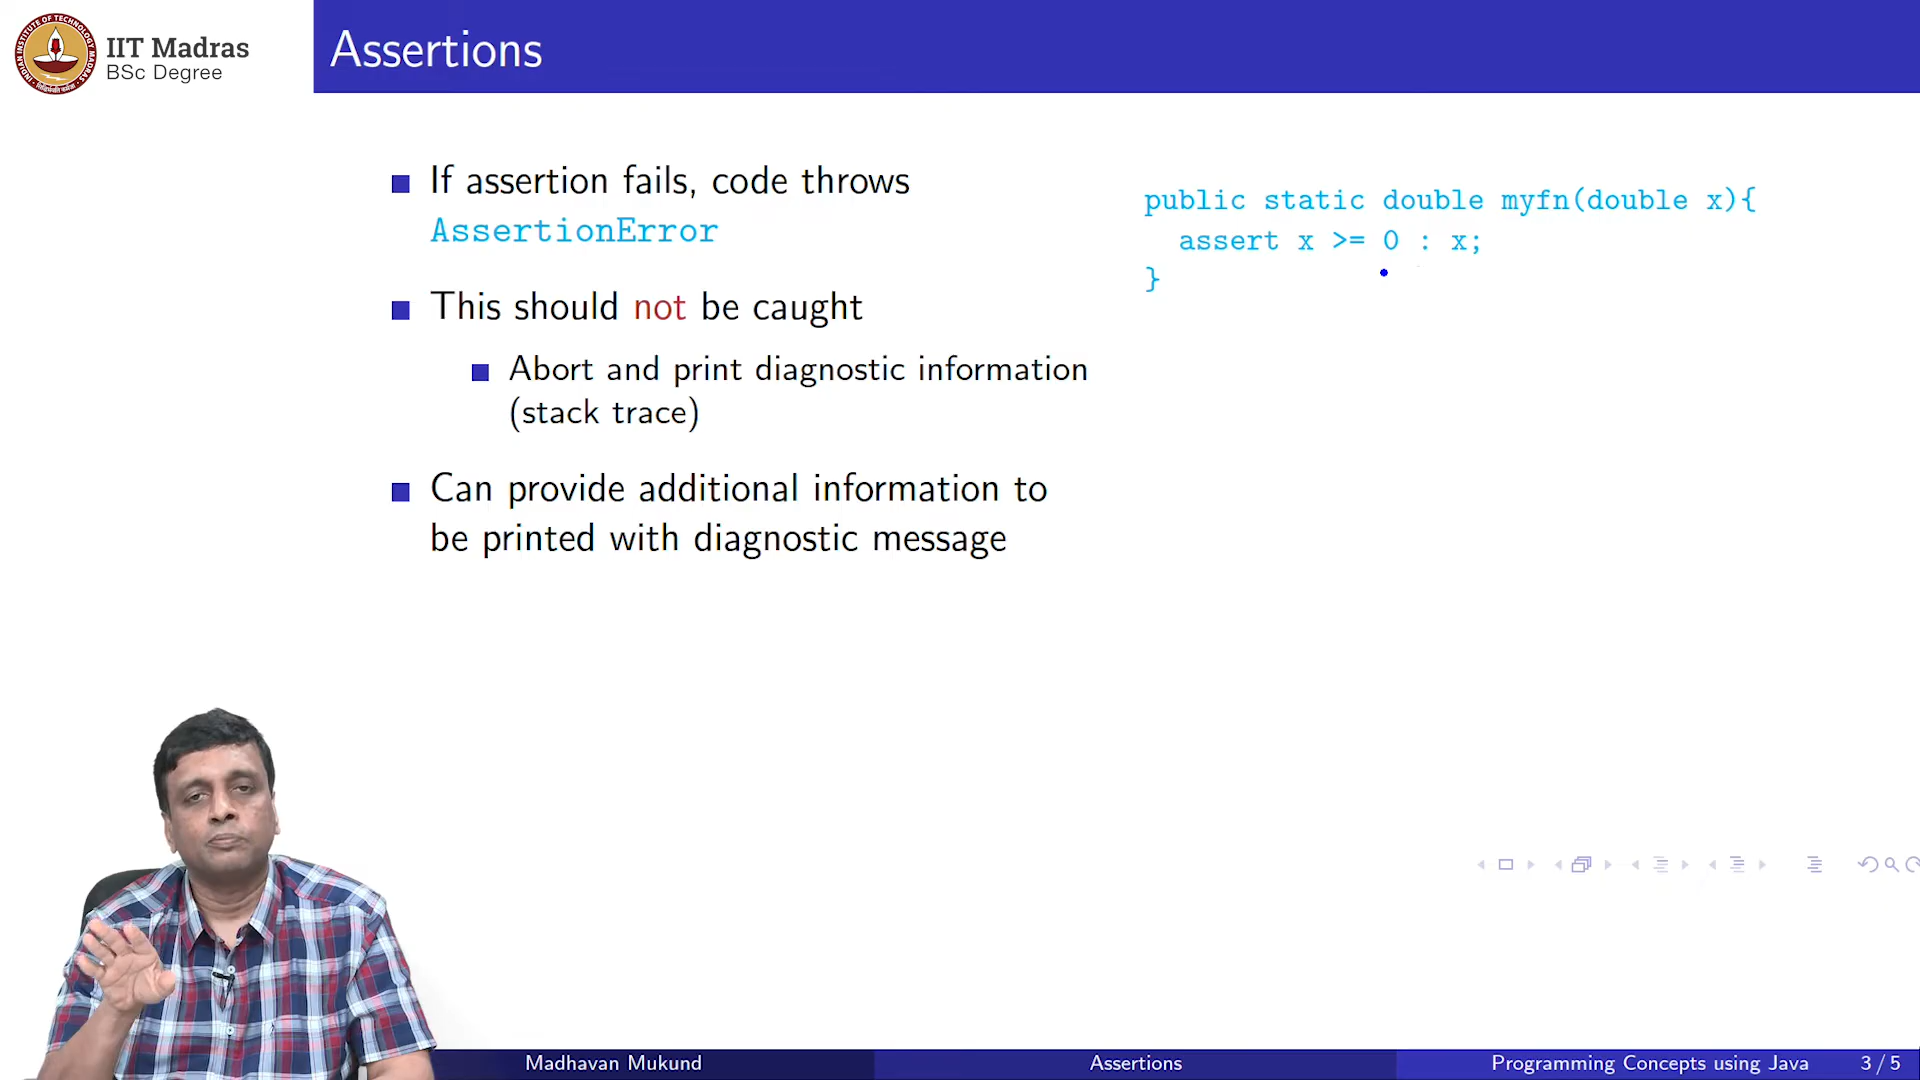 IIT Madras
BSc Degree
Assertions
If assertion fails, code throws
AssertionError
This should not be caught
Abort and print diagnostic information
(stack trace)
Can provide additional information to
be printed with diagnostic message
public static double myfn(double x){
assert x >= 0 : x;
}
Madhavan Mukund
Assertions
Programming Concepts using Java
3 / 5